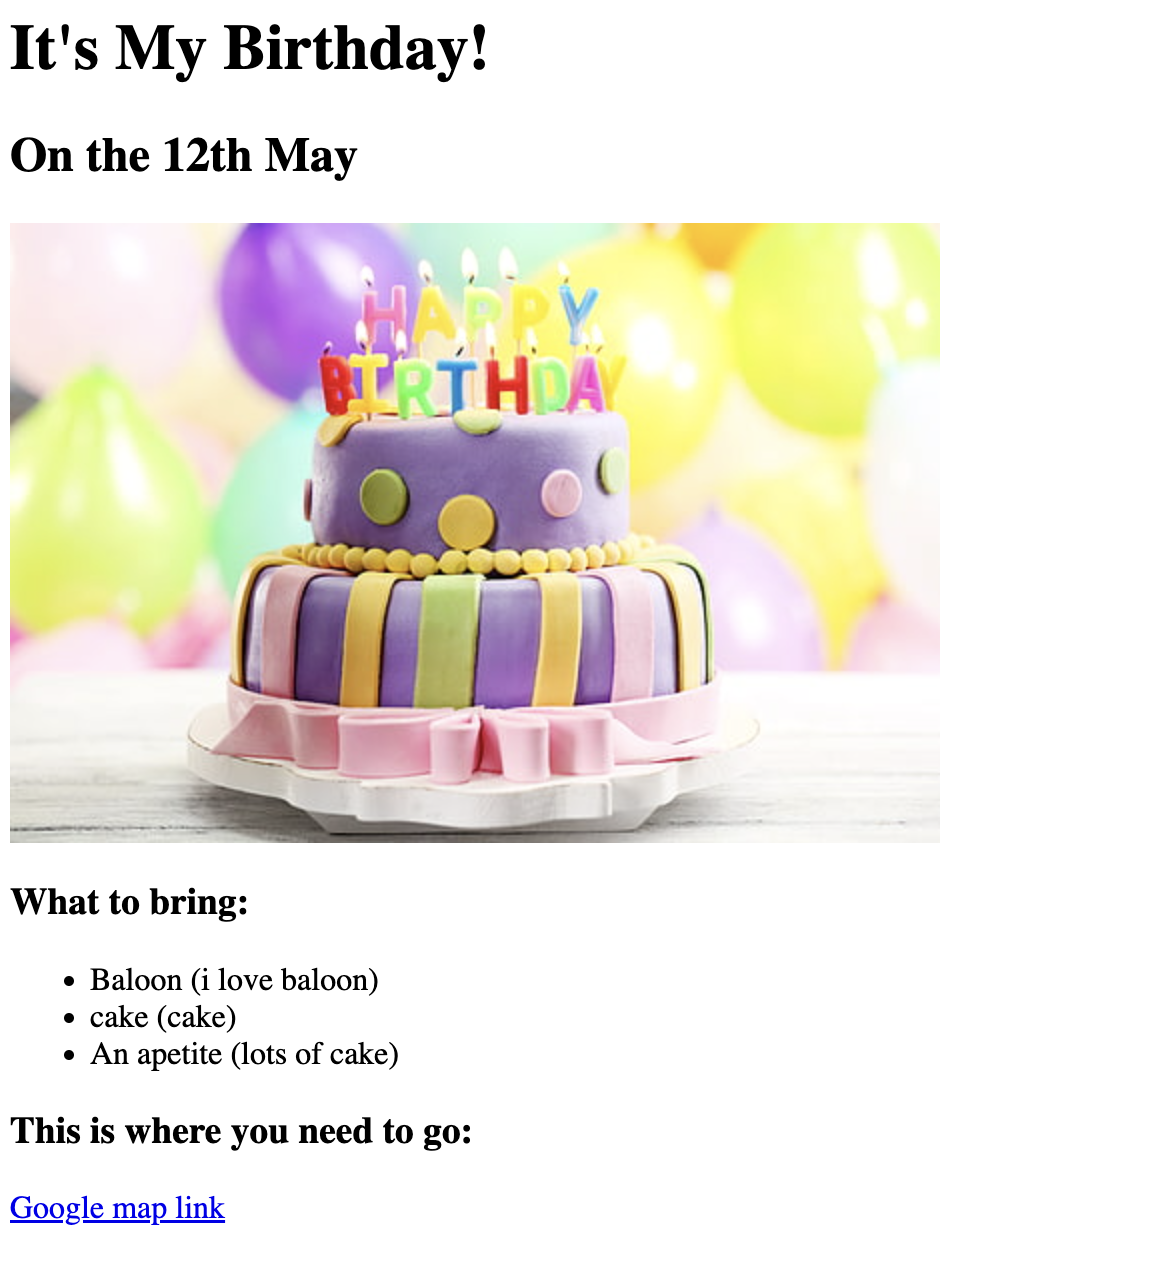 It's My Birthday!
On the 12th May
HAPPY
BIRTHDAY
What to bring:
Baloon (i love baloon)
cake (cake)
An apetite (lots of cake)
This is where you need to go:
Google map link